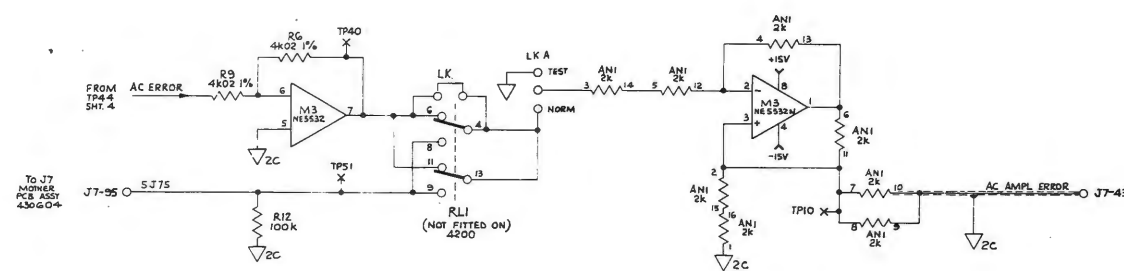 FROM TP44 SHT. 4
AC ERROR
R9
4k02 1%
R6
4k02 1%
TP40
6
5
M3
NE5532
7
2C
LK.
6
4
8
11
13
9
RL1
(NOT FITTED ON)
4200
TP51
TO J7
MOTHER
PCB ASSY
430604
J7-95
SJ7S
R12
100k
2C
LK A
TEST
NORM
AN1
2k
3
14
AN1
2k
5
12
AN1
2k
4
13
+15V
8
2
3
M3
NE5532N
1
4
-15V
6
AN1
2k
11
2
AN1
2k
15
16
AN1
2k
1
2C
7
AN1
2k
10
TP10
8
AN1
2k
9
AC AMPL ERROR
2C
J7-4